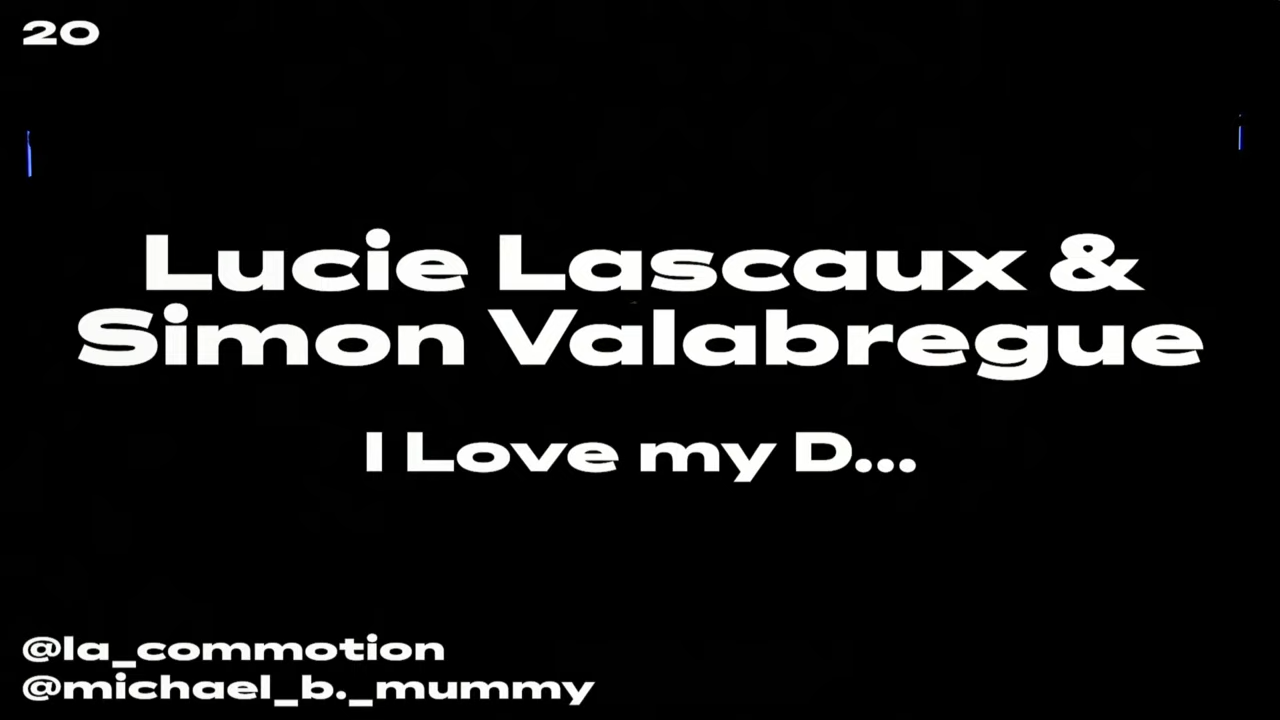 20
Lucie Lascaux &
Simon Valabregue
I Love my D...
@la_commotion
@michael_b._mummy